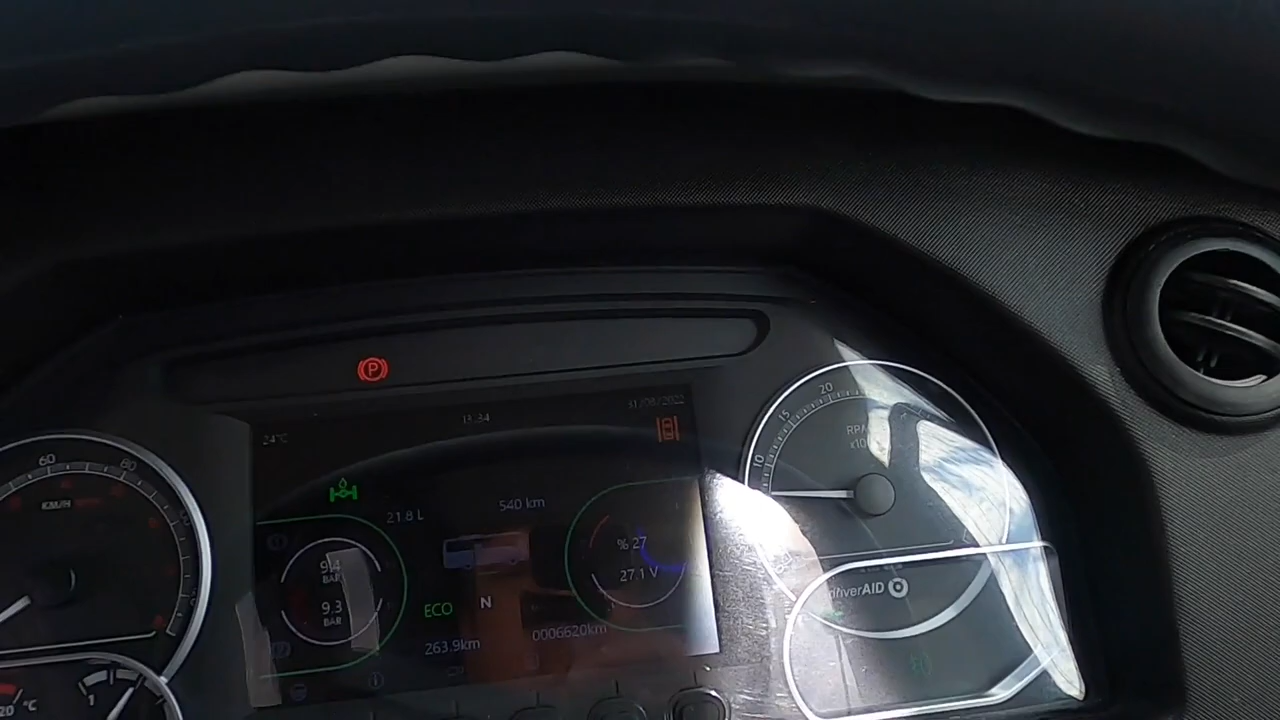 P
31/08/2022
13:34
24°C
20
15
10
RPM
60
80
KM/H
540 km
21.8 L
9.4
BAR
% 27
27.1 V
9.3
BAR
ECO
N
263.9km
0006620km
driverAID
1
°C